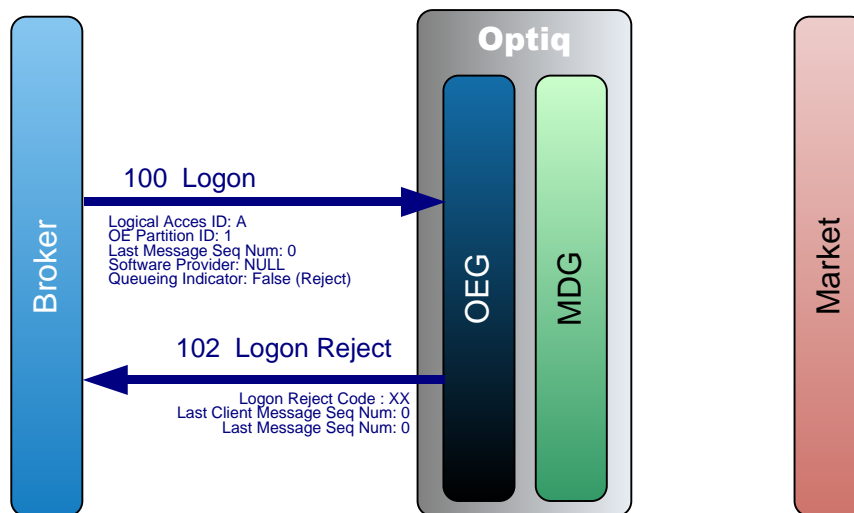 Optiq
100 Logon
Logical Acces ID: A
OE Partition ID: 1
Last Message Seq Num: 0
Software Provider: NULL
Queueing Indicator: False (Reject)
Broker
OEG
MDG
Market
102 Logon Reject
Logon Reject Code : XX
Last Client Message Seq Num: 0
Last Message Seq Num: 0